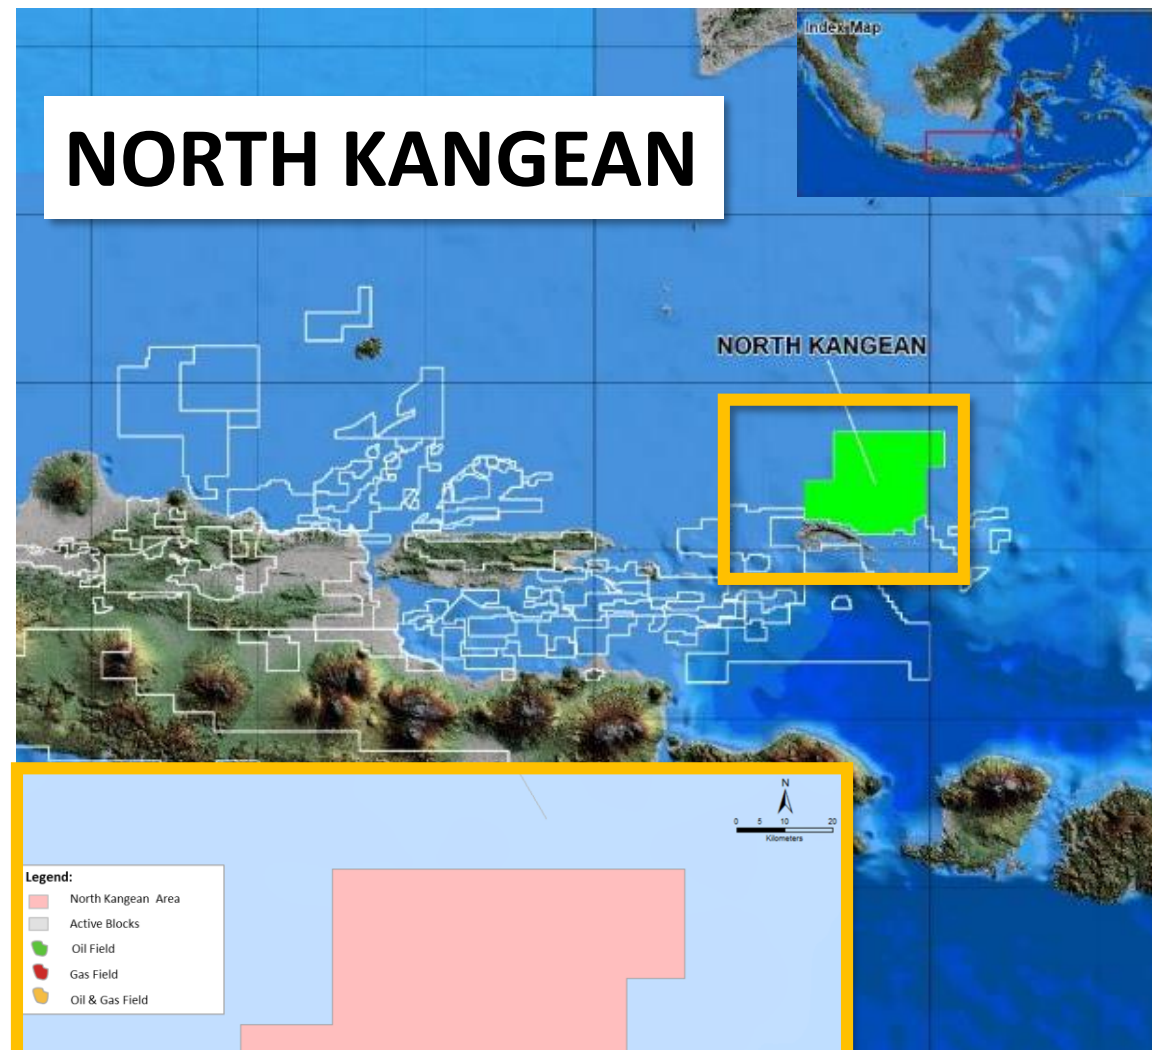 Index Map
NORTH KANGEAN
NORTH KANGEAN
N
0 5 10 20
Kilometers
Legend:
North Kangean Area
Active Blocks
Oil Field
Gas Field
Oil & Gas Field